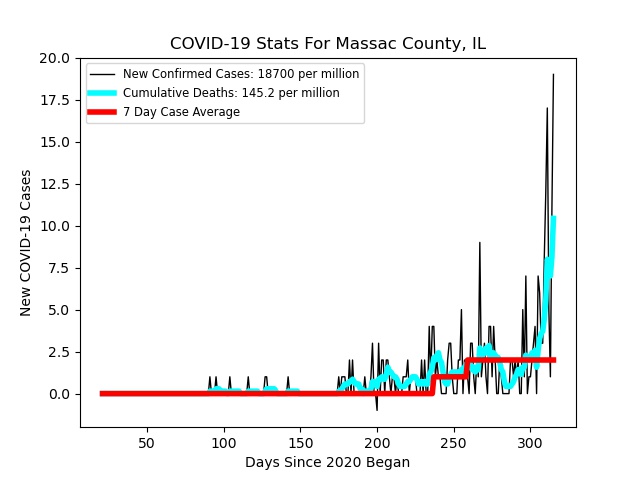 COVID-19 Stats For Massac County, IL
New Confirmed Cases: 18700 per million
Cumulative Deaths: 145.2 per million
7 Day Case Average
20.0
17.5
15.0
12.5
10.0
7.5
5.0
2.5
0.0
New COVID-19 Cases
50 100 150 200 250 300
Days Since 2020 Began